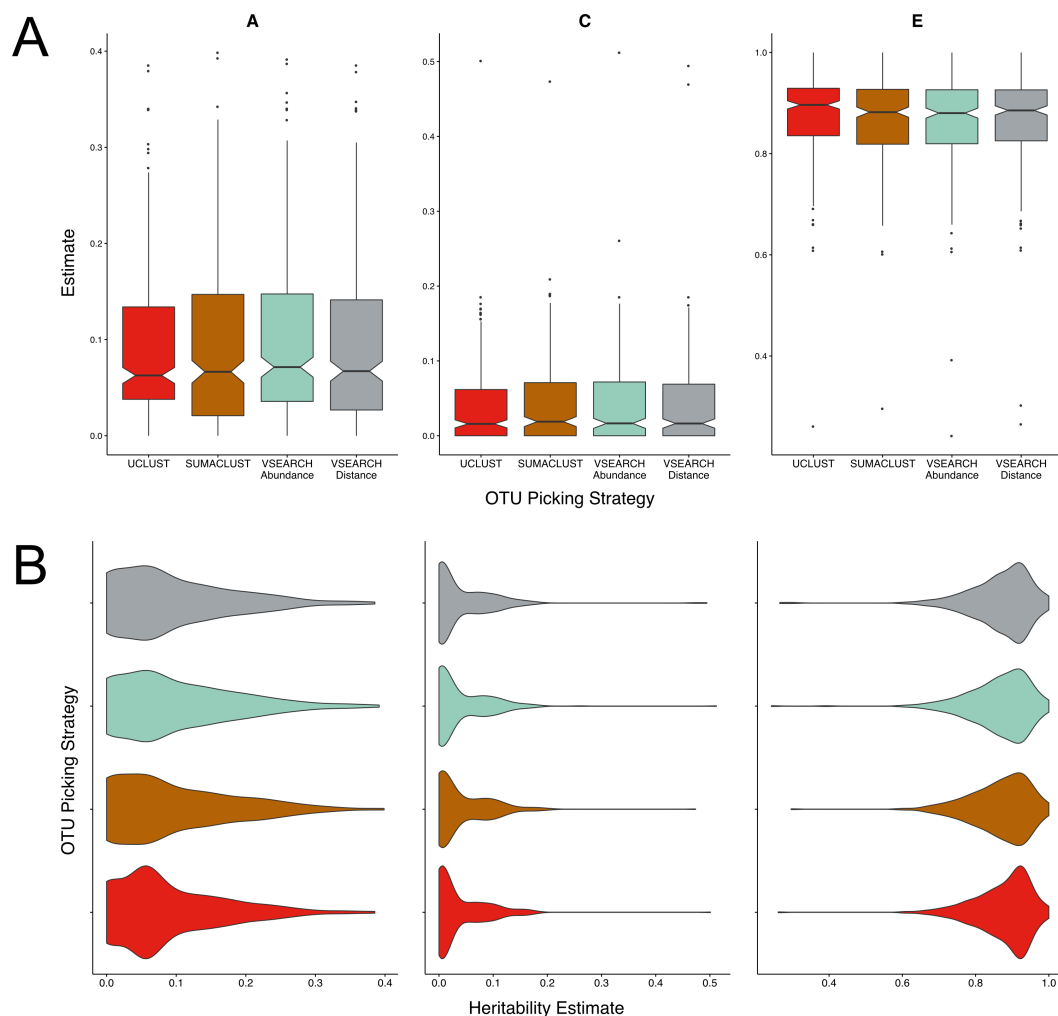 A
A
C
E
Estimate
0.4
0.3
0.2
0.1
0.0
0.5
0.4
0.3
0.2
0.1
0.0
1.0
0.8
0.6
0.4
UCLUST SUMACLUST VSEARCH VSEARCH
Abundance Distance
UCLUST SUMACLUST VSEARCH VSEARCH
Abundance Distance
UCLUST SUMACLUST VSEARCH VSEARCH
Abundance Distance
OTU Picking Strategy
B
OTU Picking Strategy
0.0 0.1 0.2 0.3 0.4
0.0 0.1 0.2 0.3 0.4 0.5
0.4 0.6 0.8 1.0
Heritability Estimate